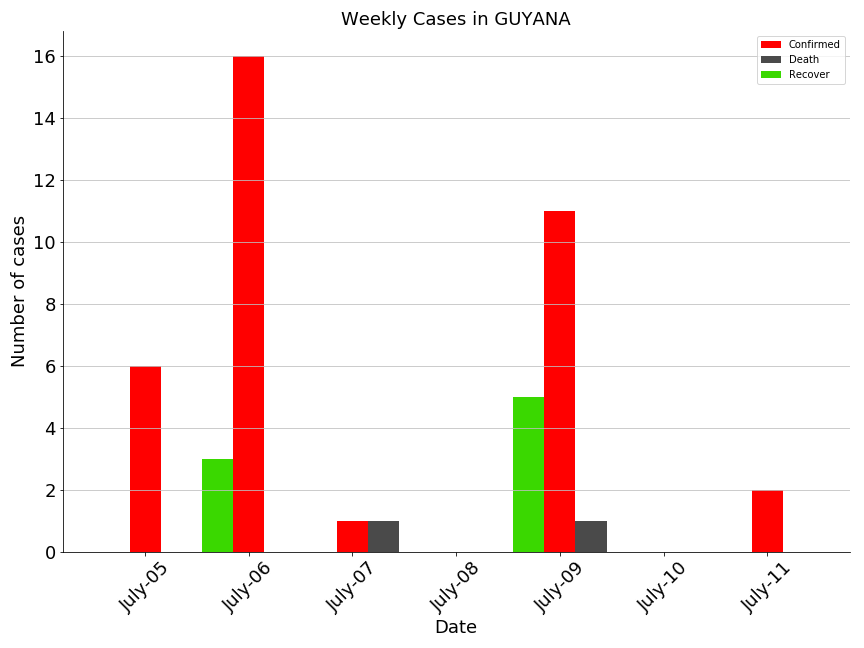 Weekly Cases in GUYANA
Confirmed
Death
Recover
Number of cases
16
14
12
10
8
6
4
2
0
July-05
July-06
July-07
July-08
July-09
July-10
July-11
Date